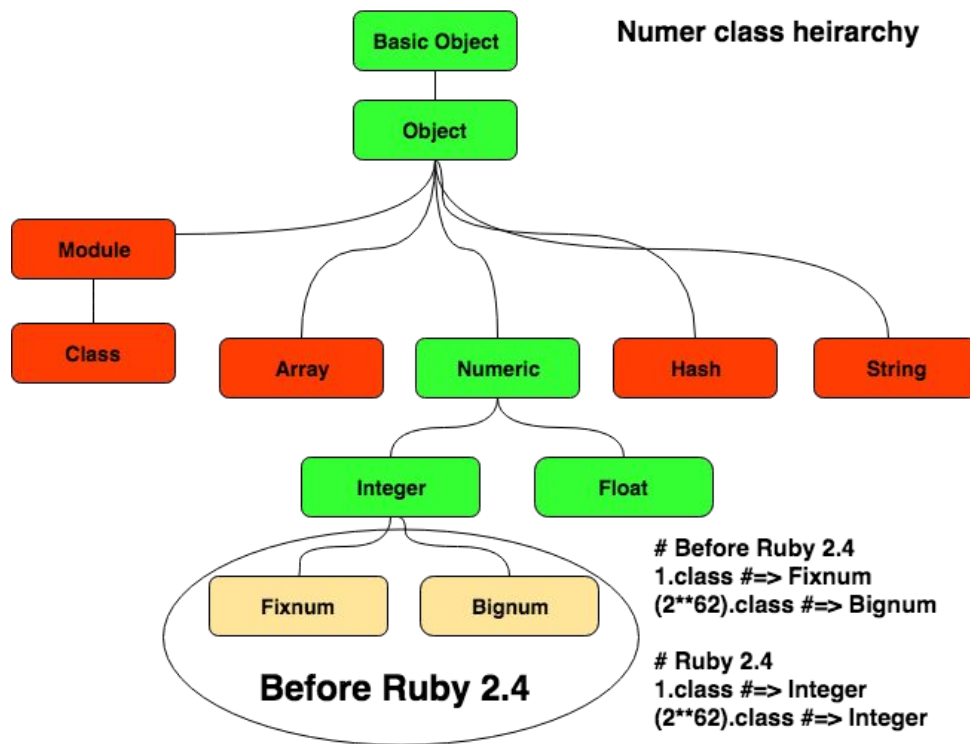 Basic Object
Numer class heirarchy
Object
Module
Class
Array
Numeric
Hash
String
Integer
Float
Fixnum
Bignum
Before Ruby 2.4
# Before Ruby 2.4
1.class #=> Fixnum
(2**62).class #=> Bignum
# Ruby 2.4
1.class #=> Integer
(2**62).class #=> Integer